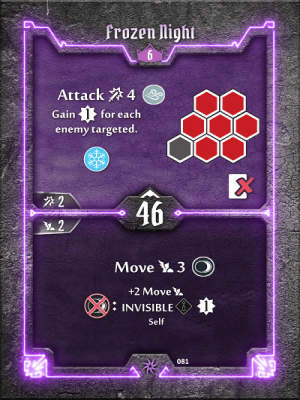 Frozen Night
6
Attack 4
Gain 1 for each
enemy targeted.
2
46
2
Move 3
+2 Move
: INVISIBLE 1
Self
081